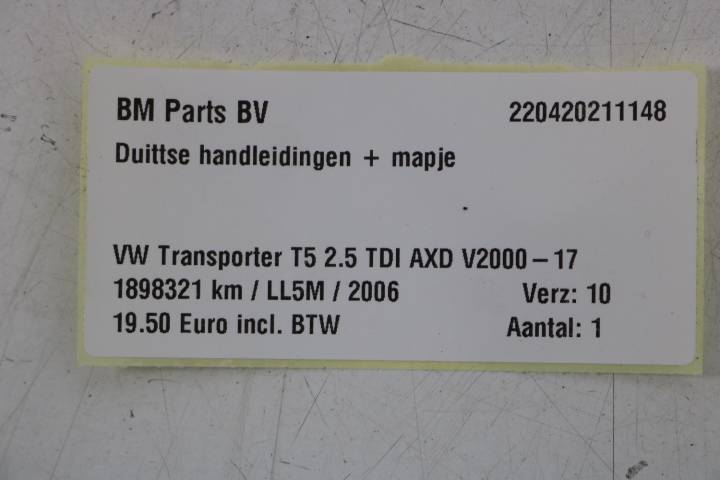 BM Parts BV 220420211148
Duittse handleidingen + mapje
VW Transporter T5 2.5 TDI AXD V2000 – 17
1898321 km / LL5M / 2006 Verz: 10
19.50 Euro incl. BTW Aantal: 1